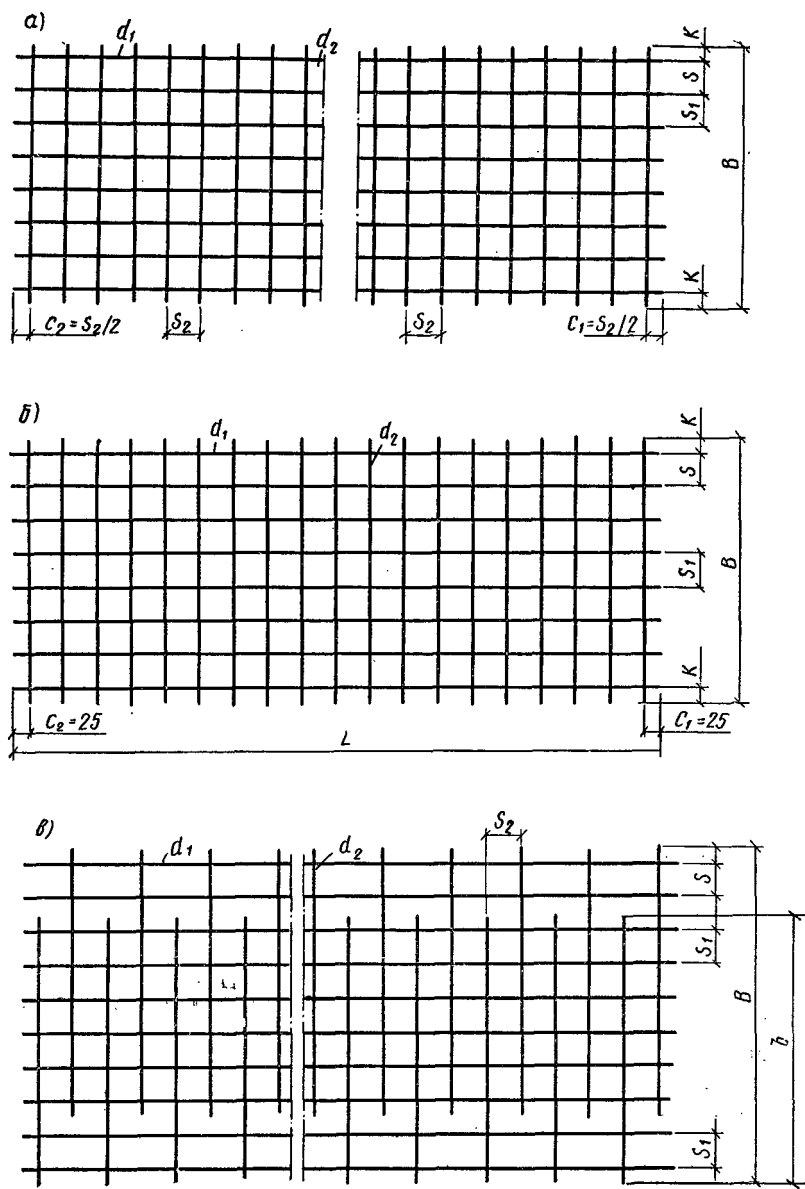 а)
d₁
d₂
K
S
S₁
B
K
C₂=S₂/2
S₂
S₂
C₁=S₂/2
б)
d₁
d₂
K
S
S₁
B
K
C₂=25
L
C₁=25
в)
d₁
d₂
S₂
S
S₁
B
b
S₁